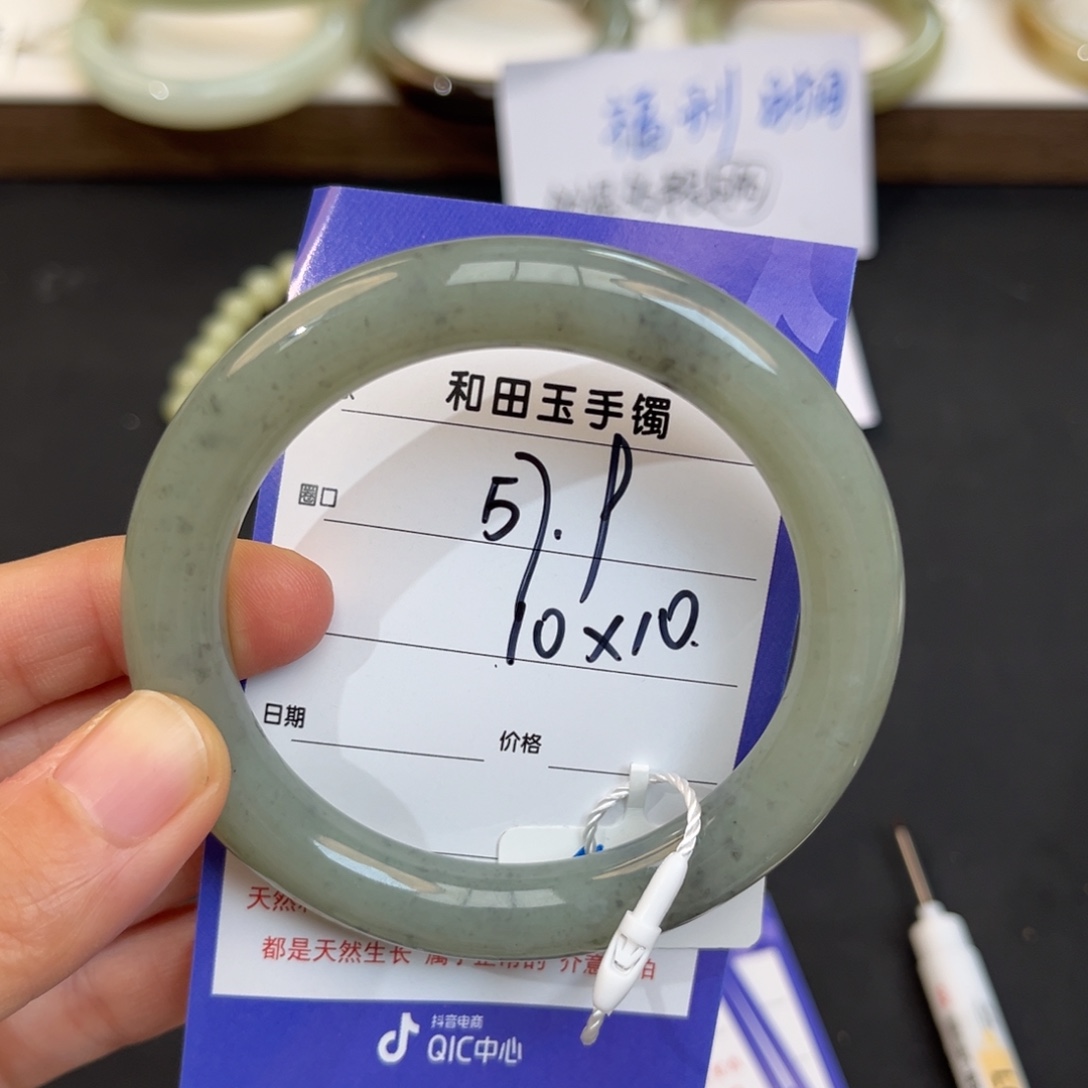 福利
和田玉手镯
圈口
57.8
10x10.
日期
价格
天然
都是天然生长
抖音电商
QIC中心